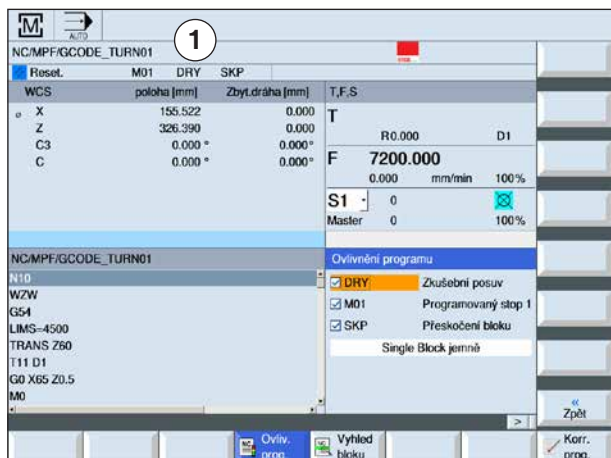 M
AUTO
1
NC/MPF/GCODE_TURN01
Reset. M01 DRY SKP
WCS poloha [mm] Zbyt.dráha [mm] T,F,S
X 155.522 0.000
Z 326.390 0.000
C3 0.000 ° 0.000°
C 0.000 ° 0.000°
T
R0.000 D1
F 7200.000
0.000 mm/min 100%
S1 0
Master 0 100%
NC/MPF/GCODE_TURN01
N10
WZW
G54
LIMS=4500
TRANS Z60
T11 D1
G0 X65 Z0.5
M0
Ovlivnění programu
DRY Zkušební posuv
M01 Programovaný stop 1
SKP Přeskočení bloku
Single Block jemně
>
«
Zpět
NC
Ovliv.
prog.
Vyhled
bloku
Korr.
prog.